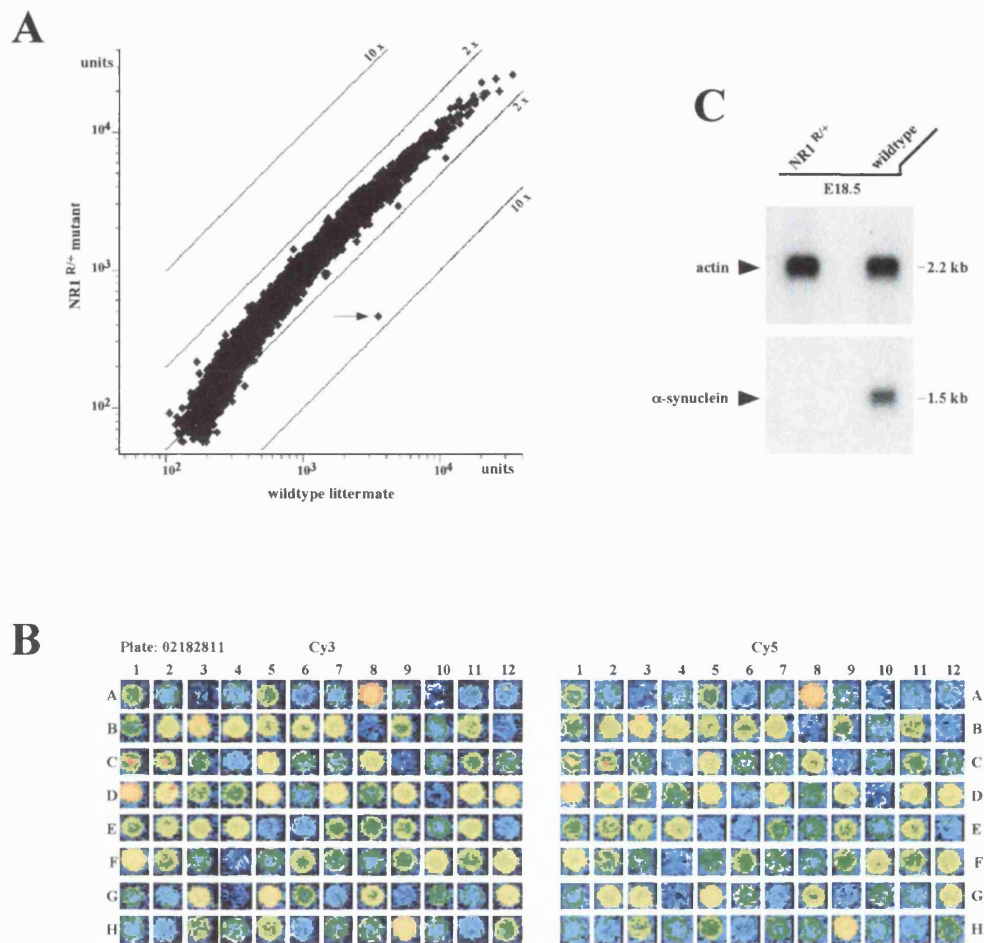 A
units
10 x
2 x
2 x
10 x
10⁴
10³
10²
NR1 R/+ mutant
10² 10³ 10⁴ units
wildtype littermate
C
NR1 R/+ wildtype
E18.5
actin 2.2 kb
α-synuclein 1.5 kb
B
Plate: 02182811 Cy3 Cy5
1 2 3 4 5 6 7 8 9 10 11 12 1 2 3 4 5 6 7 8 9 10 11 12
A A
B B
C C
D D
E E
F F
G G
H H